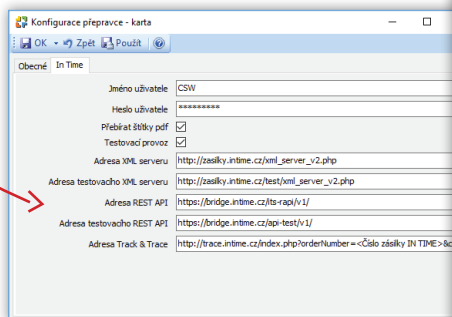 Konfigurace přepravce - karta
OK Zpět Použít
Obecné In Time
Jméno uživatele CSW
Heslo uživatele *********
Přebírat štítky pdf
Testovací provoz
Adresa XML serveru http://zasilky.intime.cz/xml_server_v2.php
Adresa testovacího XML serveru http://zasilky.intime.cz/test/xml_server_v2.php
Adresa REST API https://bridge.intime.cz/its-rapi/v1/
Adresa testovacího REST API https://bridge.intime.cz/api-test/v1/
Adresa Track & Trace http://trace.intime.cz/index.php?orderNumber=<Číslo zásilky IN TIME>&c